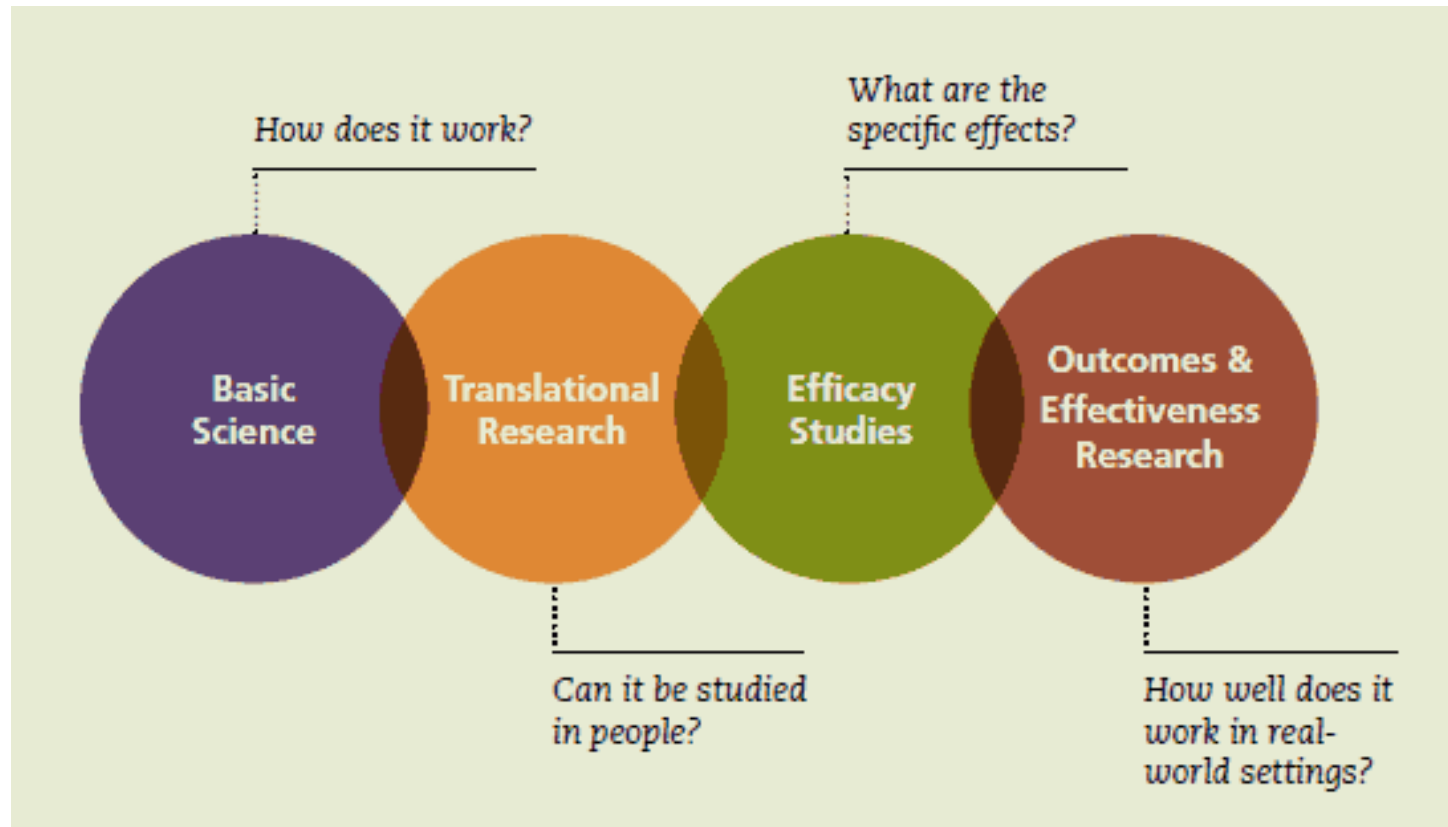 How does it work?
What are the
specific effects?
Basic
Science
Translational
Research
Efficacy
Studies
Outcomes &
Effectiveness
Research
Can it be studied
in people?
How well does it
work in real-
world settings?